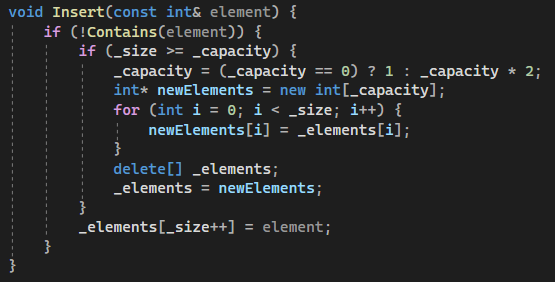 void Insert(const int& element) {
    if (!Contains(element)) {
        if (_size >= _capacity) {
            _capacity = (_capacity == 0) ? 1 : _capacity * 2;
            int* newElements = new int[_capacity];
            for (int i = 0; i < _size; i++) {
                newElements[i] = _elements[i];
            }
            delete[] _elements;
            _elements = newElements;
        }
        _elements[_size++] = element;
    }
}